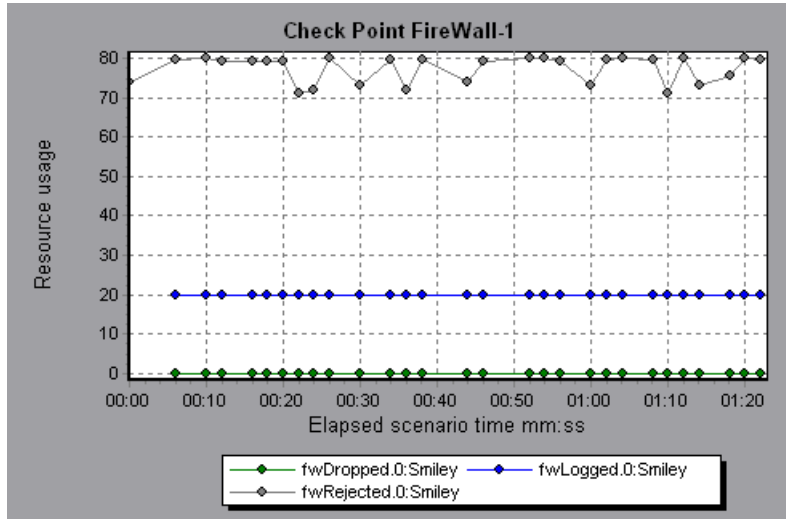 Check Point FireWall-1
80
70
60
50
40
30
20
10
0
Resource usage
00:00 00:10 00:20 00:30 00:40 00:50 01:00 01:10 01:20
Elapsed scenario time mm:ss
fwDropped.0:Smiley fwLogged.0:Smiley
fwRejected.0:Smiley